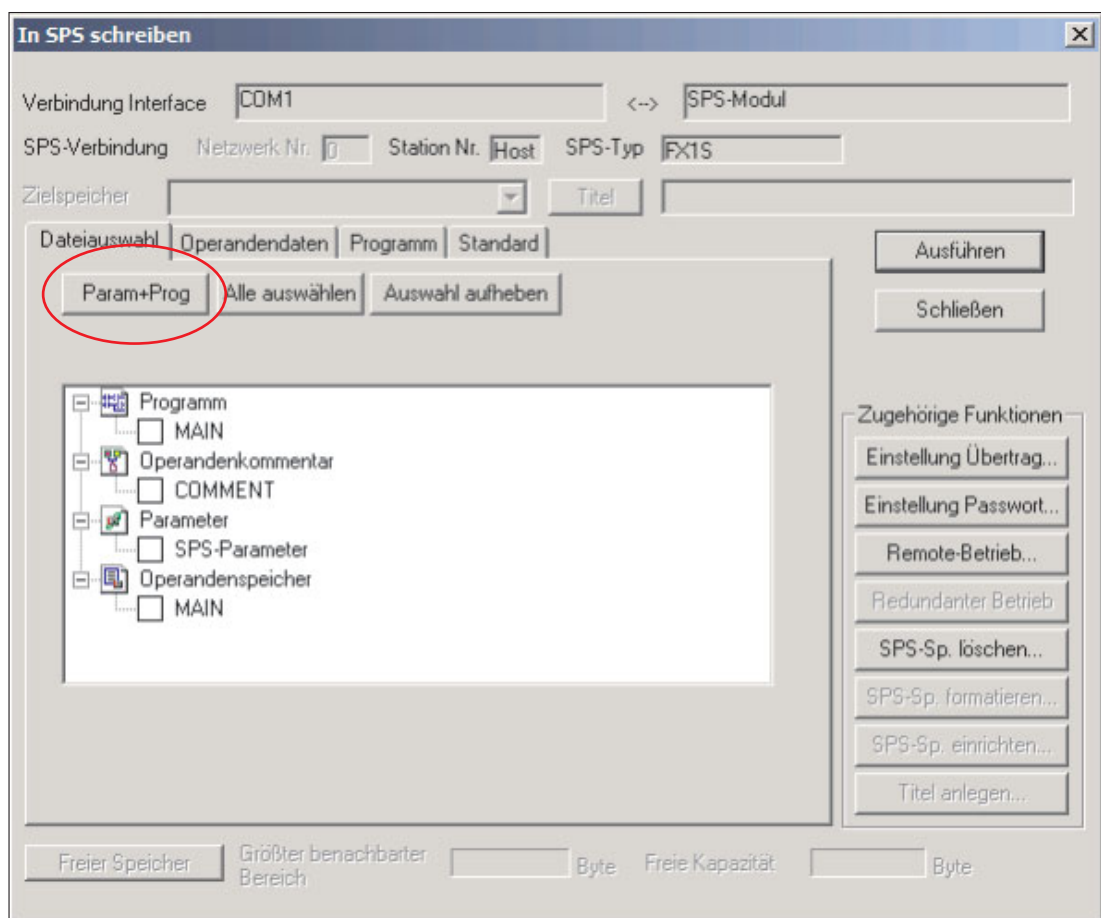 In SPS schreiben
Verbindung Interface COM1 <--> SPS-Modul
SPS-Verbindung Netzwerk Nr. 0 Station Nr. Host SPS-Typ FX1S
Zielspeicher Titel
Dateiauswahl Operandendaten Programm Standard
Ausführen
Param+Prog Alle auswählen Auswahl aufheben
Schließen
Programm
MAIN
Operandenkommentar
COMMENT
Parameter
SPS-Parameter
Operandenspeicher
MAIN
Zugehörige Funktionen
Einstellung Übertrag...
Einstellung Passwort...
Remote-Betrieb...
Redundanter Betrieb
SPS-Sp. löschen...
SPS-Sp. formatieren...
SPS-Sp. einrichten...
Titel anlegen...
Freier Speicher Größter benachbarter Bereich Byte Freie Kapazität Byte